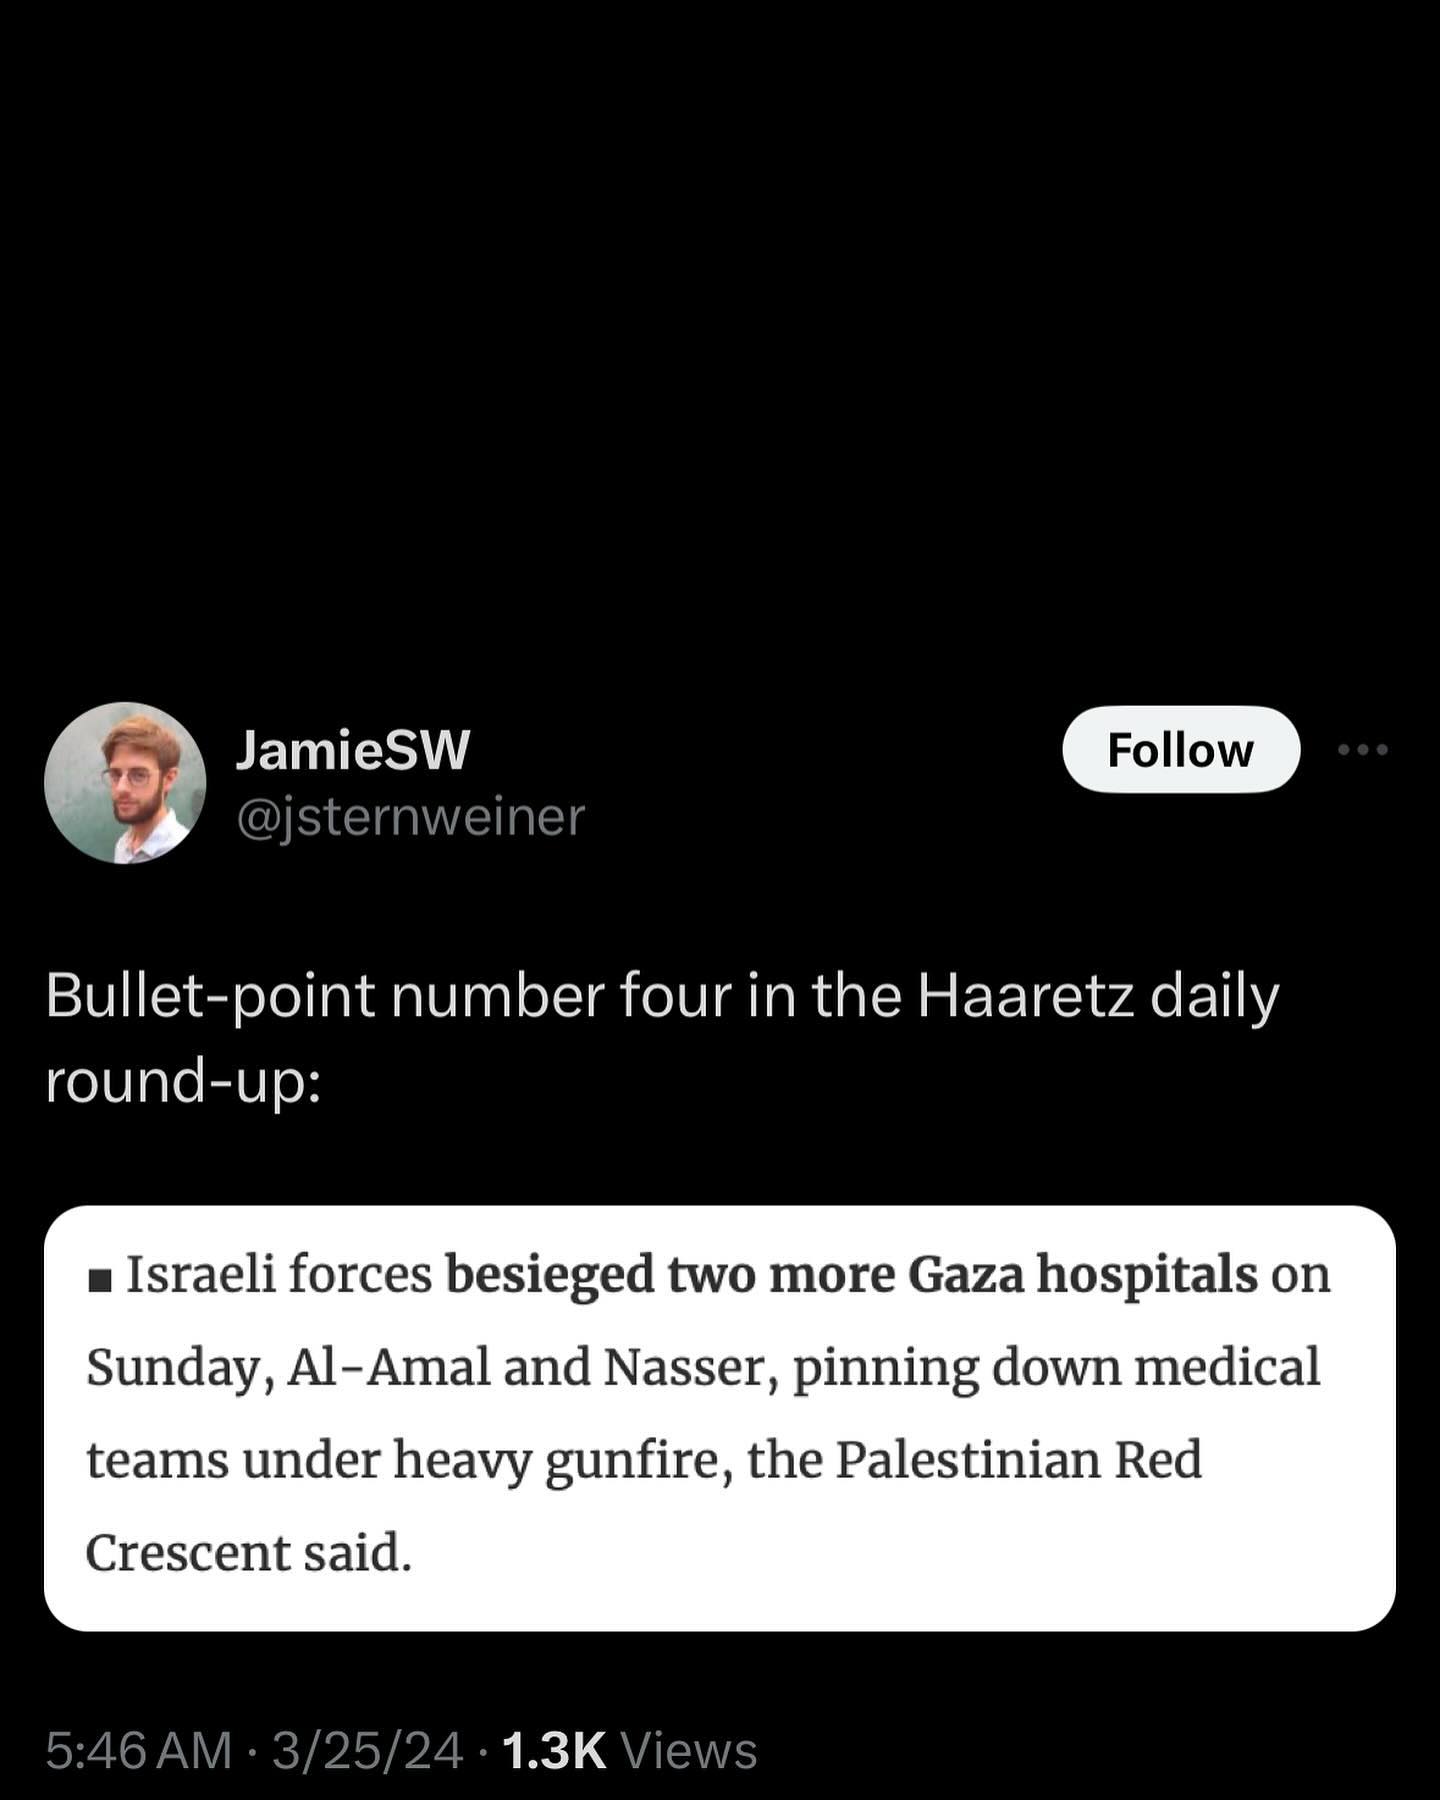 JamieSW
Follow
@jsternweiner
Bullet-point number four in the Haaretz daily
round-up:
▪ Israeli forces besieged two more Gaza hospitals on
Sunday, Al-Amal and Nasser, pinning down medical
teams under heavy gunfire, the Palestinian Red
Crescent said.
5:46 AM · 3/25/24 · 1.3K Views